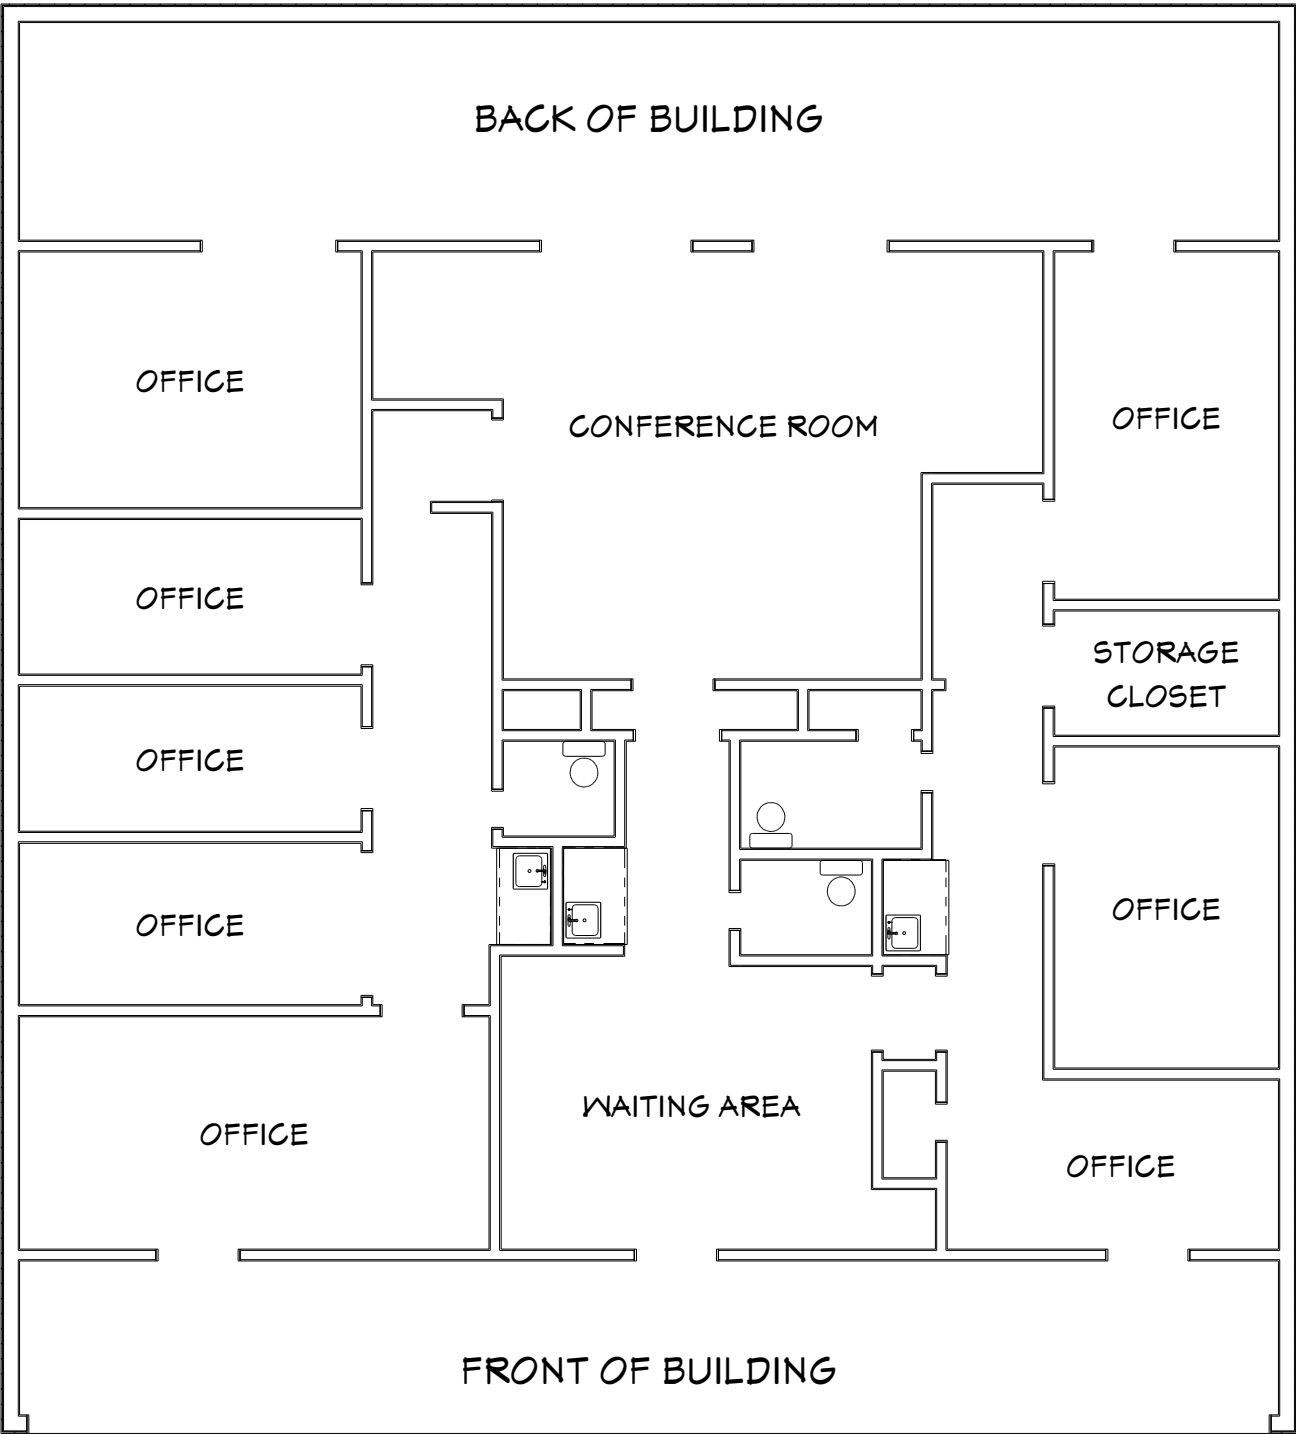 BACK OF BUILDING
OFFICE
CONFERENCE ROOM
OFFICE
OFFICE
STORAGE
CLOSET
OFFICE
OFFICE
OFFICE
WAITING AREA
OFFICE
OFFICE
FRONT OF BUILDING